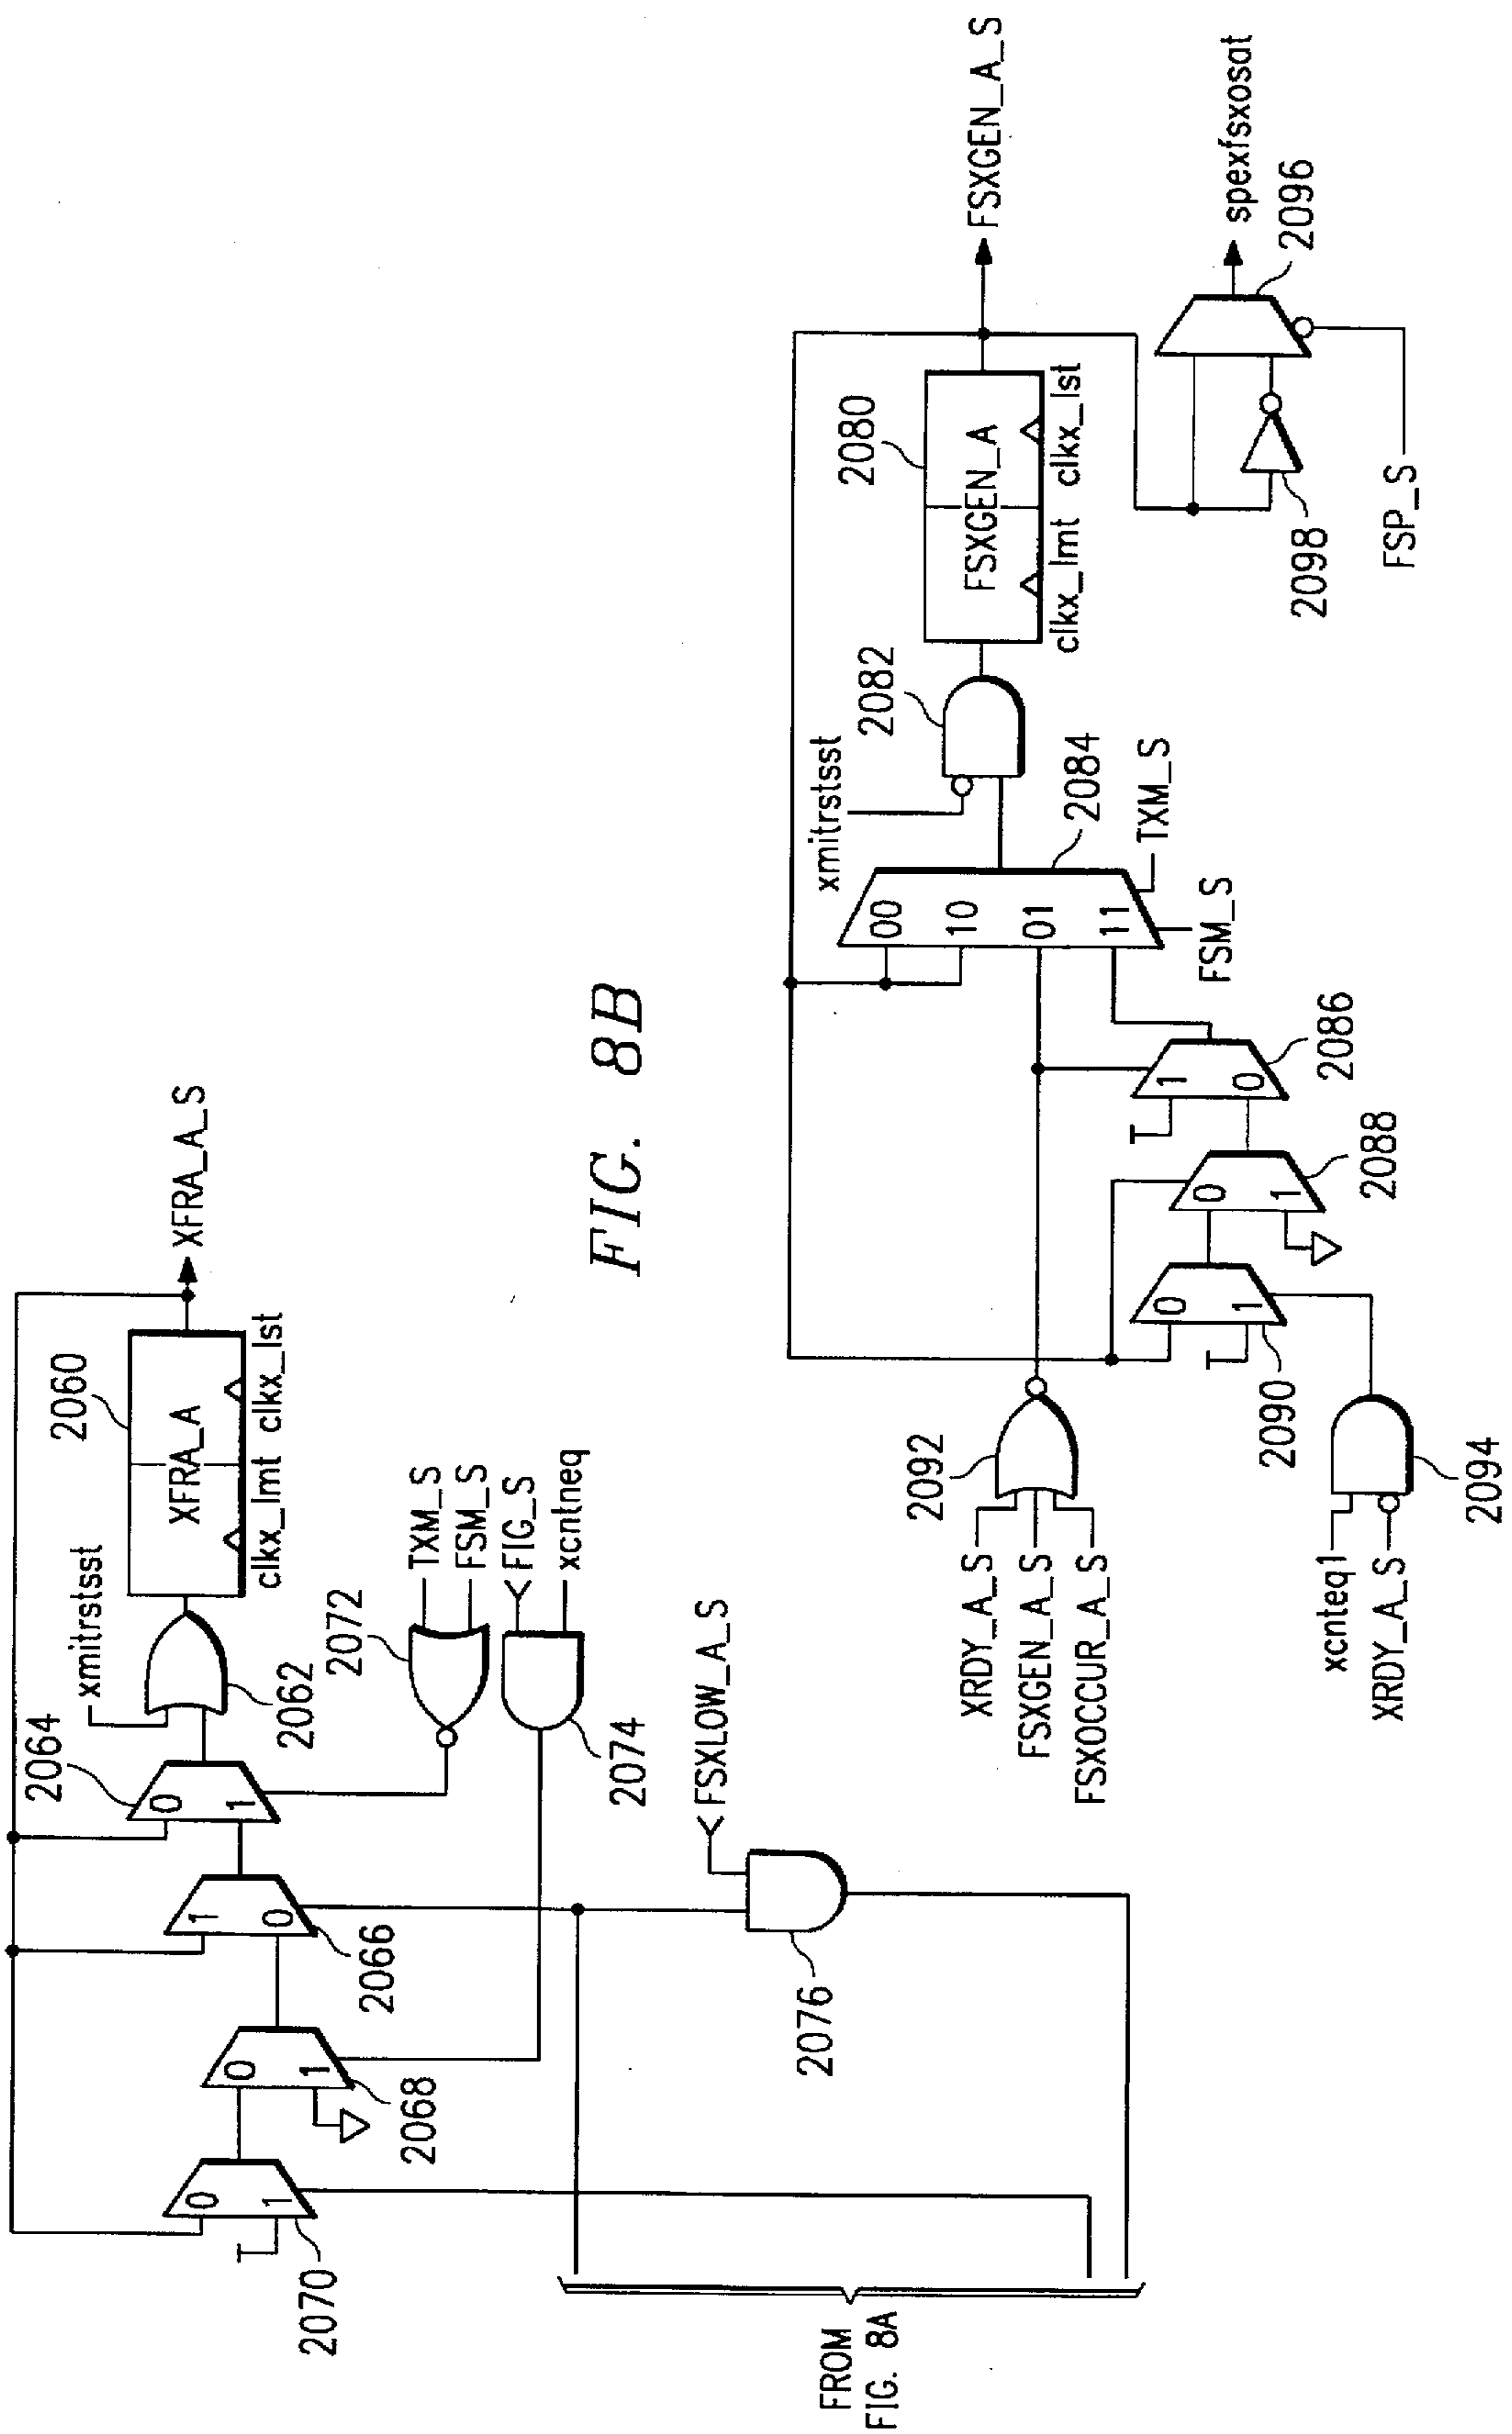 XFRA_A_S
2060
XFRA_A
clkx_lmt clkx_lst
xmitrstsst
2062
2064
0
1
2072
TXM_S
FSM_S
FIG_S
xcntneq
2074
1
0
2066
0
1
2068
0
1
2070
FSXLOW_A_S
2076
FROM
FIG. 8A
FIG. 8B
FSXGEN_A_S
2080
FSXGEN_A
clkx_lmt clkx_lst
spexfsxosat
2096
2098
FSP_S
2082
xmitrstsst
00
10
01
11
2084
TXM_S
FSM_S
1
0
2086
0
1
2088
0
1
2090
2092
XRDY_A_S
FSXGEN_A_S
FSXOCCUR_A_S
xcnteq1
XRDY_A_S
2094